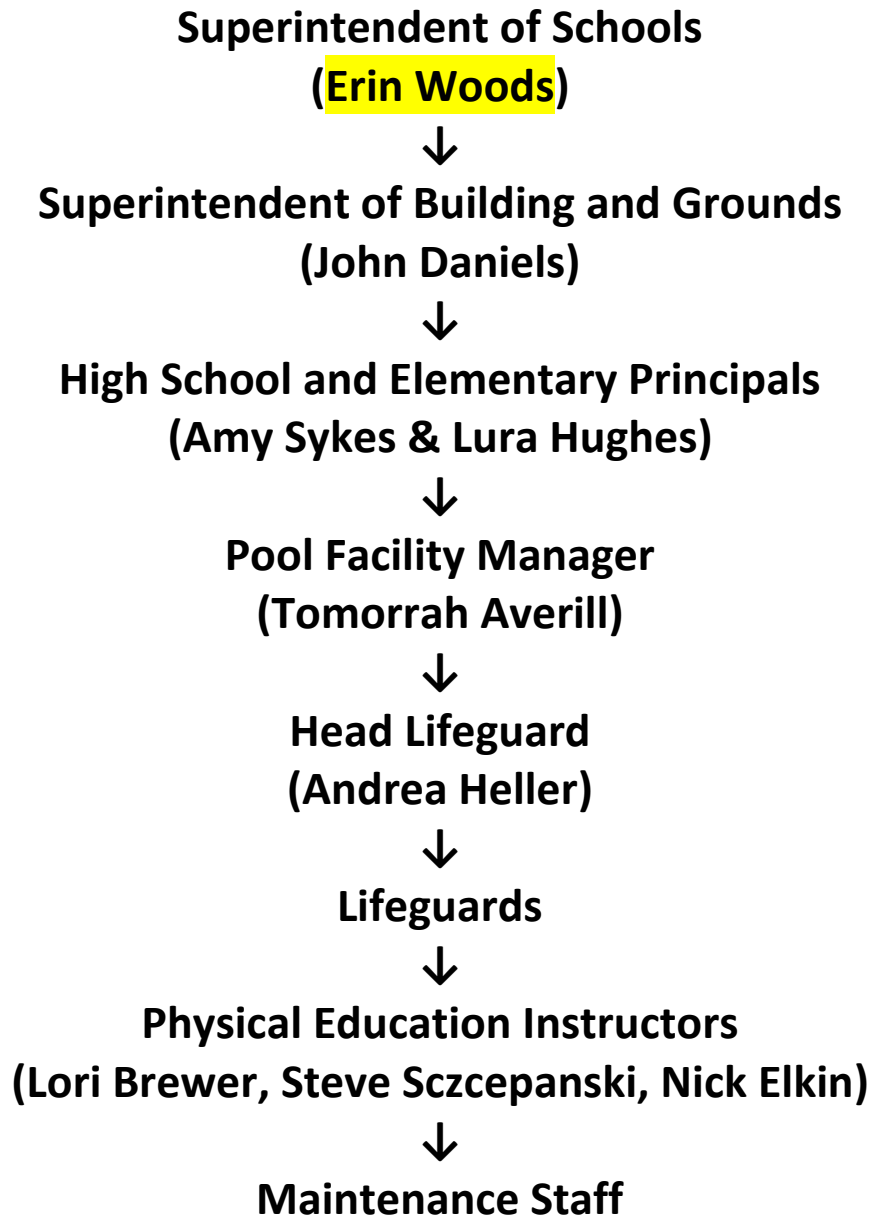 Superintendent of Schools
(Erin Woods)
↓
Superintendent of Building and Grounds
(John Daniels)
↓
High School and Elementary Principals
(Amy Sykes & Lura Hughes)
↓
Pool Facility Manager
(Tomorrah Averill)
↓
Head Lifeguard
(Andrea Heller)
↓
Lifeguards
↓
Physical Education Instructors
(Lori Brewer, Steve Sczcepanski, Nick Elkin)
↓
Maintenance Staff